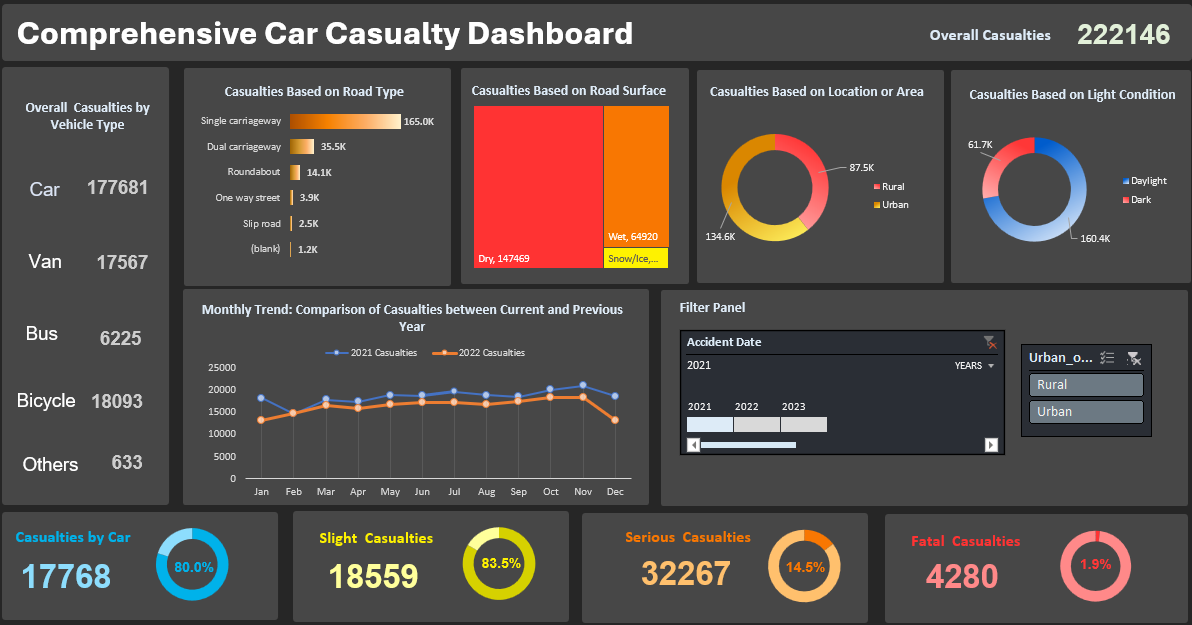 Comprehensive Car Casualty Dashboard
Overall Casualties
222146
Overall Casualties by
Vehicle Type
Car 177681
Van 17567
Bus 6225
Bicycle 18093
Others 633
Casualties Based on Road Type
Single carriageway 165.0K
Dual carriageway 35.5K
Roundabout 14.1K
One way street 3.9K
Slip road 2.5K
(blank) 1.2K
Casualties Based on Road Surface
Dry, 147469
Wet, 64920
Snow/Ice,...
Casualties Based on Location or Area
87.5K
134.6K
Rural
Urban
Casualties Based on Light Condition
61.7K
160.4K
Daylight
Dark
Monthly Trend: Comparison of Casualties between Current and Previous
Year
2021 Casualties 2022 Casualties
25000
20000
15000
10000
5000
0
Jan Feb Mar Apr May Jun Jul Aug Sep Oct Nov Dec
Filter Panel
Accident Date
2021 YEARS
2021 2022 2023
Urban_o...
Rural
Urban
Casualties by Car
17768
80.0%
Slight Casualties
18559
83.5%
Serious Casualties
32267
14.5%
Fatal Casualties
4280
1.9%